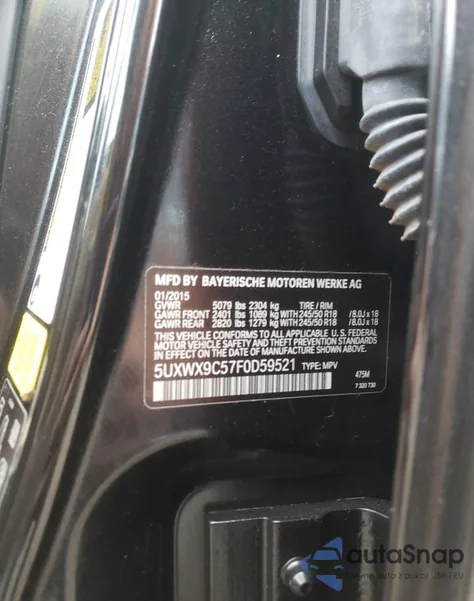 MFD BY BAYERISCHE MOTOREN WERKE AG
01/2015
GVWR 5079 lbs 2304 kg TIRE / RIM
GAWR FRONT 2401 lbs 1089 kg WITH 245/50 R18 /8.0J x 18
GAWR REAR 2820 lbs 1279 kg WITH 245/50 R18 /8.0J x 18
THIS VEHICLE CONFORMS TO ALL APPLICABLE U.S. FEDERAL
MOTOR VEHICLE SAFETY AND THEFT PREVENTION STANDARDS
IN EFFECT ON THE DATE OF MANUFACTURE SHOWN ABOVE.
5UXWX9C57F0D59521 TYPE: MPV
475M
7 320 730
autoSnap